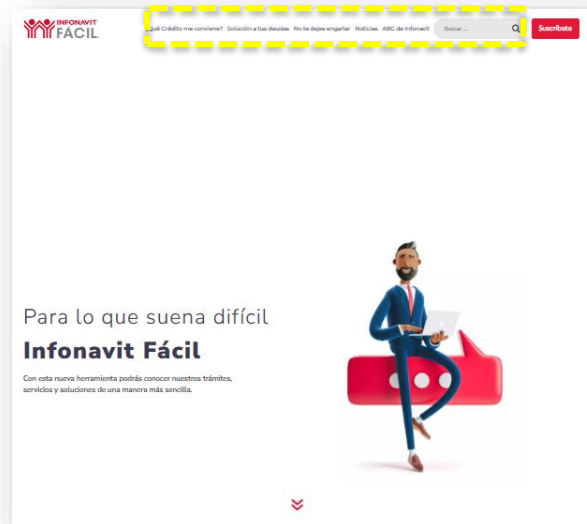 INFONAVIT
FÁCIL
¿Qué Crédito me conviene? Solución a tus deudas No te dejes engañar Noticias ABC de Infonavit Buscar ... Suscríbete
Para lo que suena difícil
Infonavit Fácil
Con esta nueva herramienta podrás conocer nuestros trámites,
servicios y soluciones de una manera más sencilla.